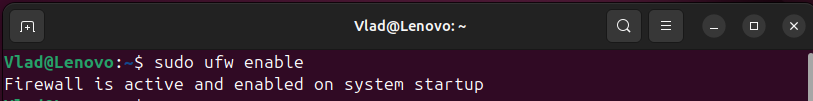 Vlad@Lenovo: ~
Vlad@Lenovo:~$ sudo ufw enable
Firewall is active and enabled on system startup